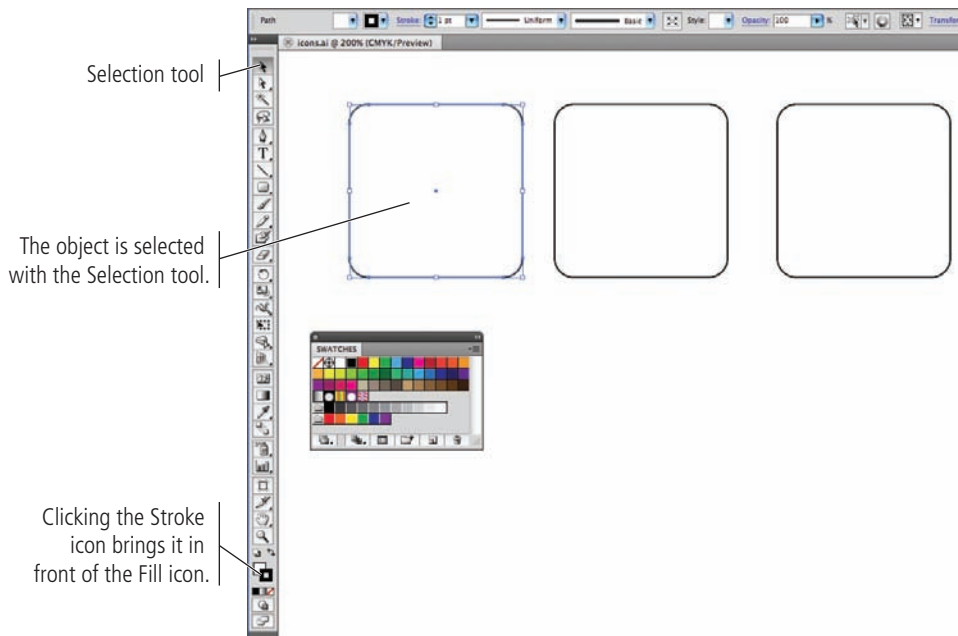 Path Stroke: 1 pt Uniform Basic Style: Opacity: 100 % Transfor
icons.ai @ 200% (CMYK/Preview)
Selection tool
The object is selected
with the Selection tool.
SWATCHES
Clicking the Stroke
icon brings it in
front of the Fill icon.